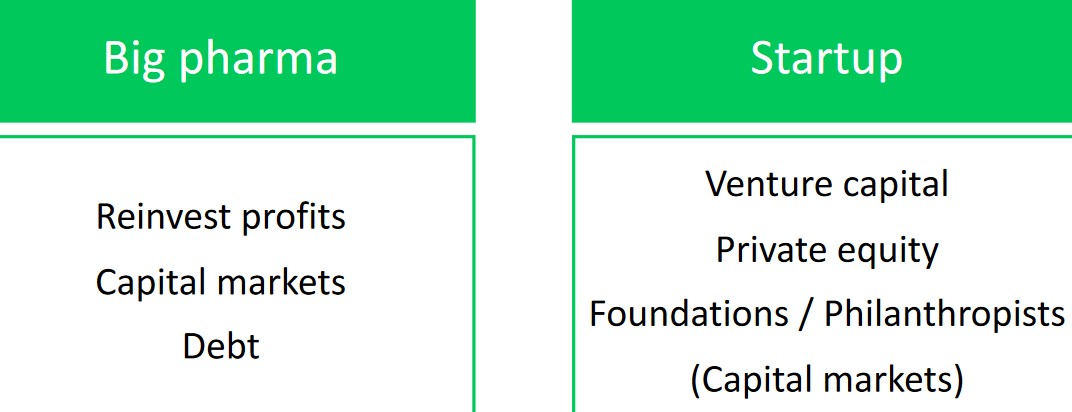 Big pharma
Reinvest profits
Capital markets
Debt
Startup
Venture capital
Private equity
Foundations / Philanthropists
(Capital markets)